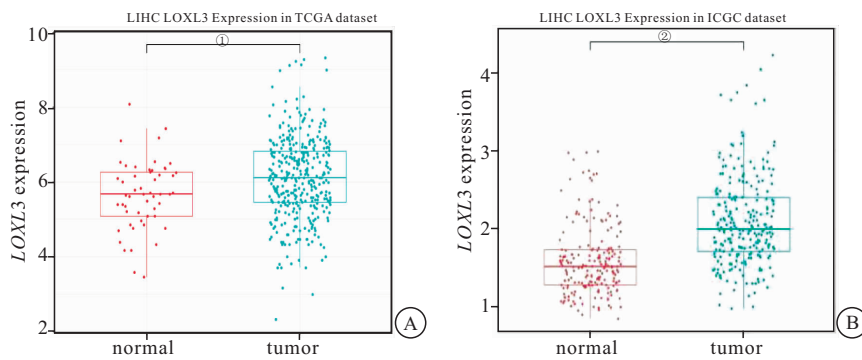 LIHC LOXL3 Expression in TCGA dataset
①
10
8
6
4
2
LOXL3 expression
normal
tumor
A
LIHC LOXL3 Expression in ICGC dataset
②
4
3
2
1
LOXL3 expression
normal
tumor
B